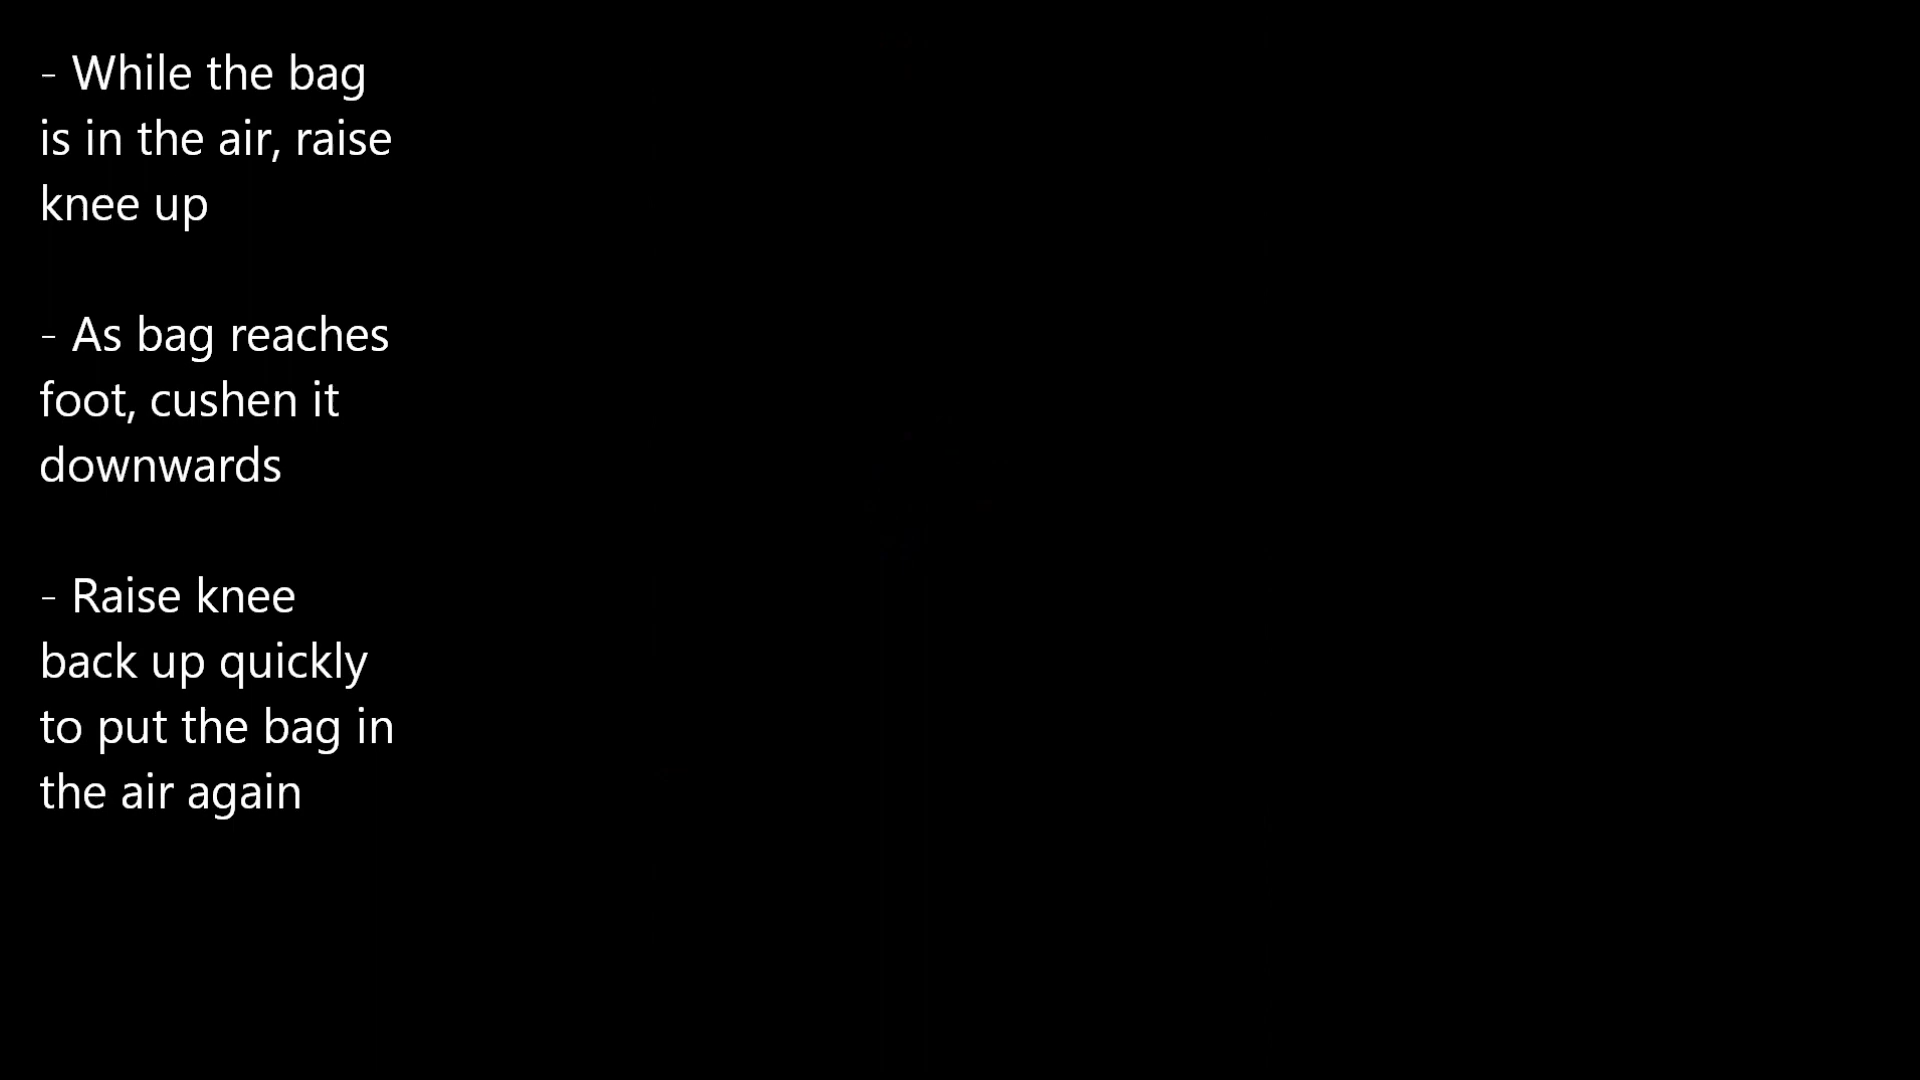 - While the bag
is in the air, raise
knee up
- As bag reaches
foot, cushen it
downwards
- Raise knee
back up quickly
to put the bag in
the air again